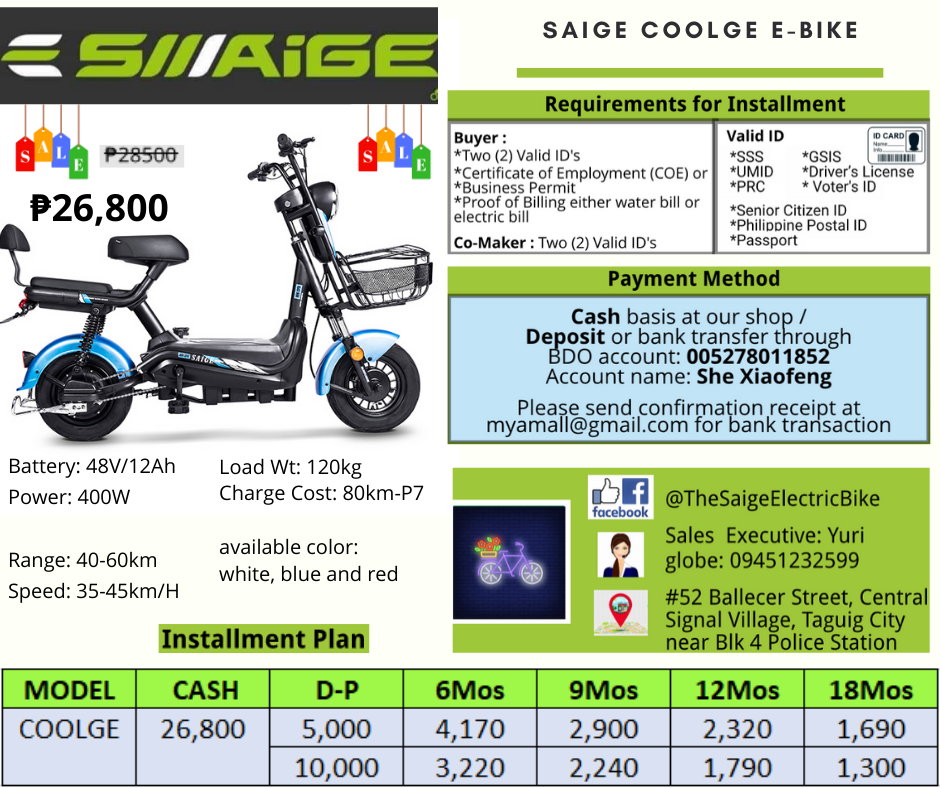 SAIGE
SAIGE COOLGE E-BIKE
SALE
₱28500
SALE
₱26,800
SAIGE
Battery: 48V/12Ah
Power: 400W
Load Wt: 120kg
Charge Cost: 80km-P7
Range: 40-60km
Speed: 35-45km/H
available color:
white, blue and red
Requirements for Installment
Buyer :
*Two (2) Valid ID's
*Certificate of Employment (COE) or
*Business Permit
*Proof of Billing either water bill or
electric bill
Co-Maker : Two (2) Valid ID's
Valid ID
ID CARD
Name
Info
*SSS *GSIS
*UMID *Driver's License
*PRC * Voter's ID
*Senior Citizen ID
*Philippine Postal ID
*Passport
Payment Method
Cash basis at our shop /
Deposit or bank transfer through
BDO account: 005278011852
Account name: She Xiaofeng
Please send confirmation receipt at
myamall@gmail.com for bank transaction
facebook
@TheSaigeElectricBike
Sales Executive: Yuri
globe: 09451232599
#52 Ballecer Street, Central
Signal Village, Taguig City
near Blk 4 Police Station
Installment Plan
MODEL CASH D-P 6Mos 9Mos 12Mos 18Mos
COOLGE 26,800 5,000 4,170 2,900 2,320 1,690
10,000 3,220 2,240 1,790 1,300